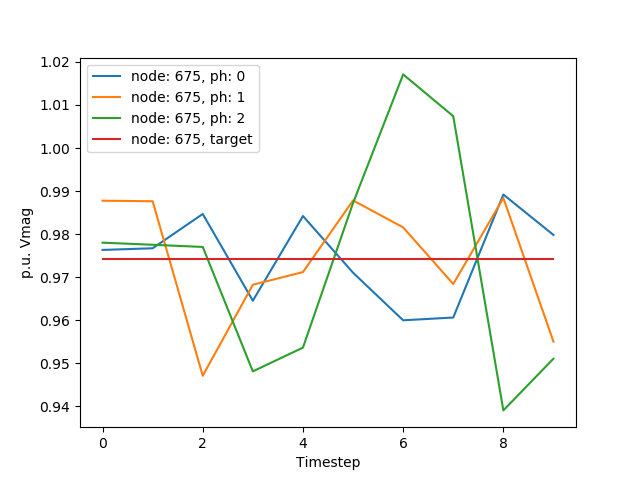 1.02
1.01
1.00
0.99
0.98
0.97
0.96
0.95
0.94
p.u. Vmag
node: 675, ph: 0
node: 675, ph: 1
node: 675, ph: 2
node: 675, target
0 2 4 6 8
Timestep